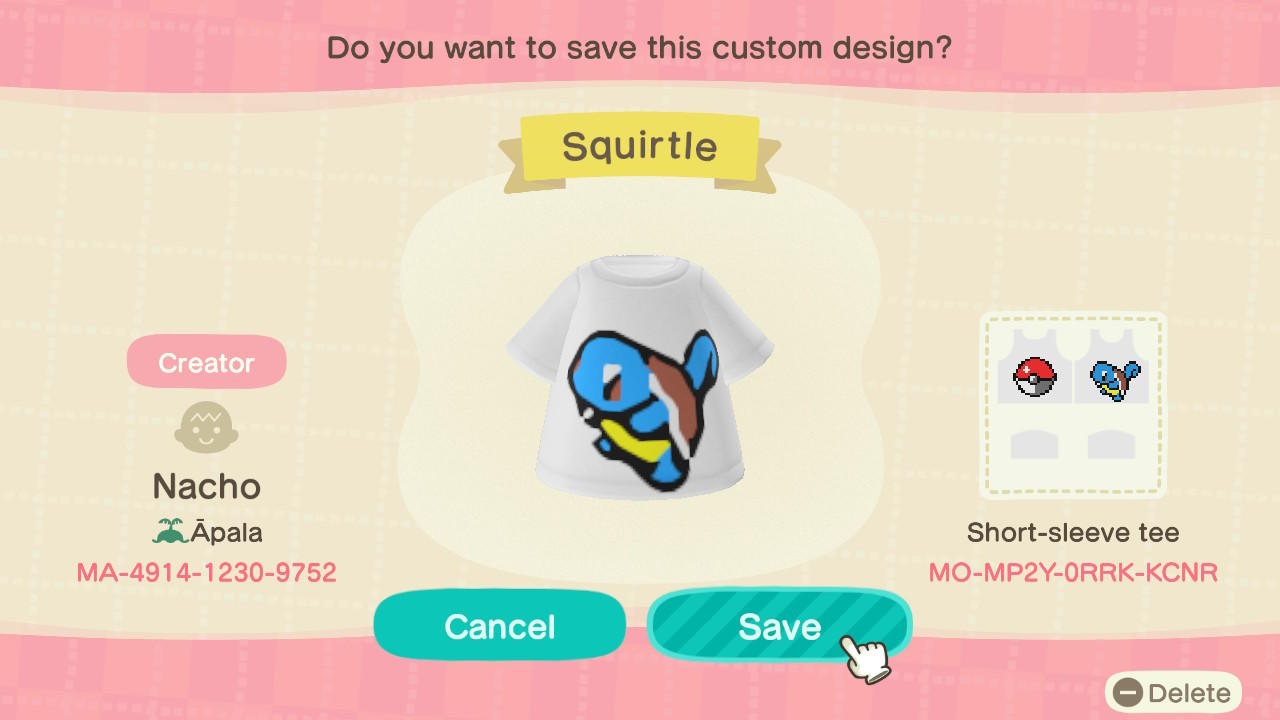 Do you want to save this custom design?
Squirtle
Creator
Nacho
Āpala
MA-4914-1230-9752
Short-sleeve tee
MO-MP2Y-0RRK-KCNR
Cancel
Save
Delete